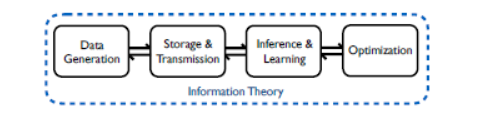 Data
Generation
Storage &
Transmission
Inference &
Learning
Optimization
Information Theory